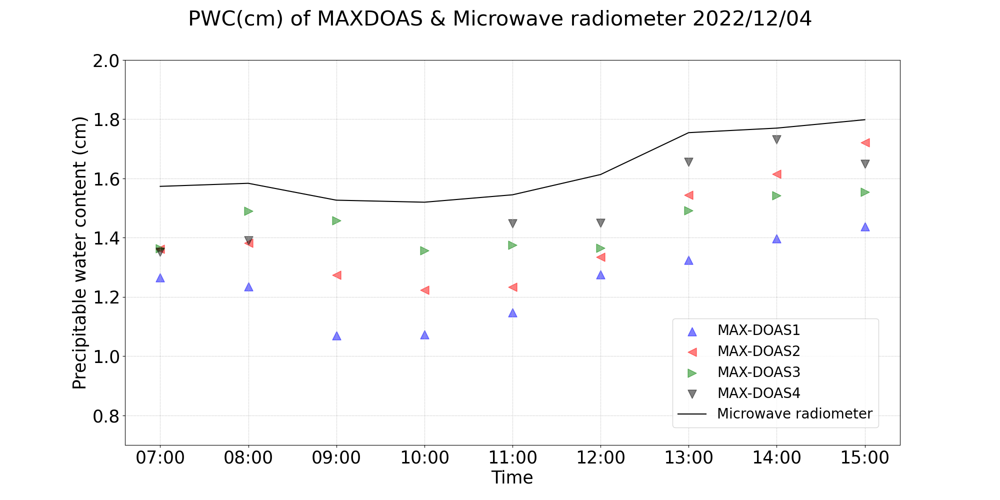 PWC(cm) of MAXDOAS & Microwave radiometer 2022/12/04
Precipitable water content (cm)
2.0
1.8
1.6
1.4
1.2
1.0
0.8
MAX-DOAS1
MAX-DOAS2
MAX-DOAS3
MAX-DOAS4
Microwave radiometer
07:00 08:00 09:00 10:00 11:00 12:00 13:00 14:00 15:00
Time